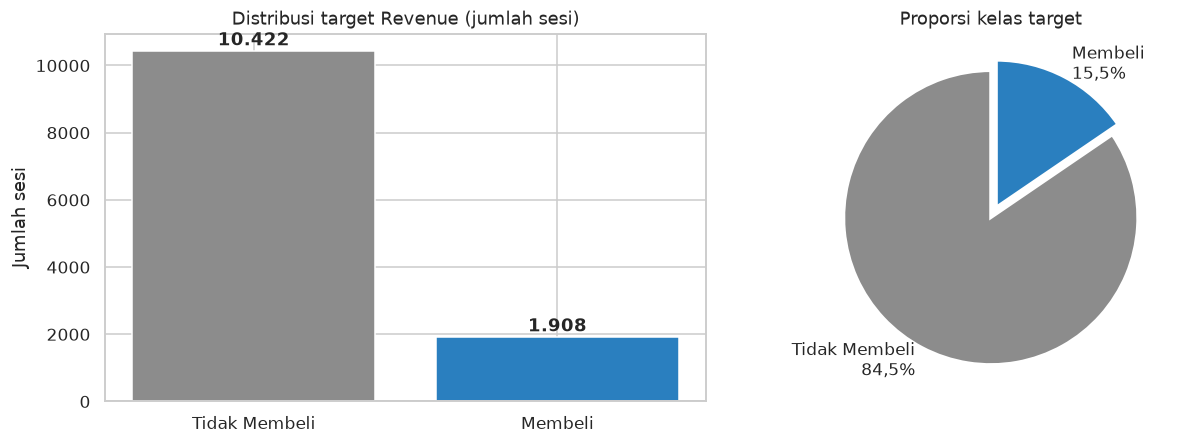 Distribusi target Revenue (jumlah sesi)
10.422
10000
8000
6000
4000
2000
0
Jumlah sesi
1.908
Tidak Membeli
Membeli
Proporsi kelas target
Membeli
15,5%
Tidak Membeli
84,5%